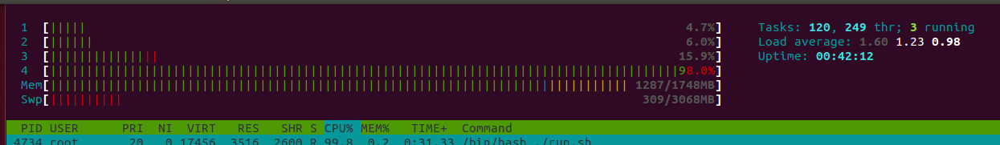 1 [||||| 4.7%] Tasks: 120, 249 thr; 3 running
2 [|||||| 6.0%] Load average: 1.60 1.23 0.98
3 [||||||||||||||| 15.9%] Uptime: 00:42:12
4 [|||||||||||||||||||||||||||||||||||||||||||||||||||||||||||||||||||||||||||||||||||||||98.0%]
Mem[|||||||||||||||||||||||||||||||||||||||||||||||||||||||||||||||||||||||||||||||| 1287/1748MB]
Swp[|||||||||| 309/3068MB]
PID USER PRI NI VIRT RES SHR S CPU% MEM% TIME+ Command
4734 root 20 0 17456 3516 2600 R 99.8 0.2 0:31.33 /bin/bash ./run.sh